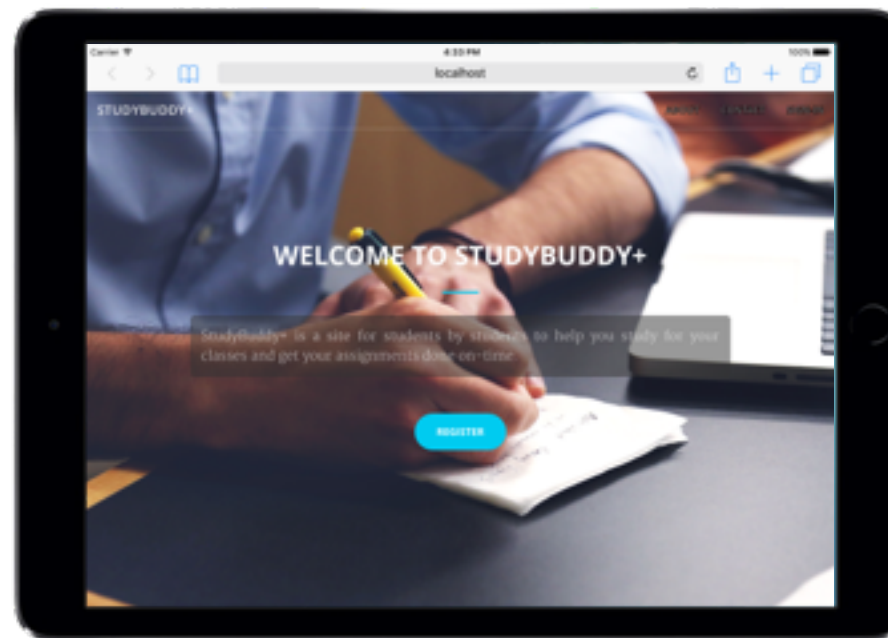 Carrier
4:33 PM
100%
localhost
STUDYBUDDY+
WELCOME TO STUDYBUDDY+
StudyBuddy+ is a site for students by students to help you study for your
classes and get your assignments done on-time
REGISTER